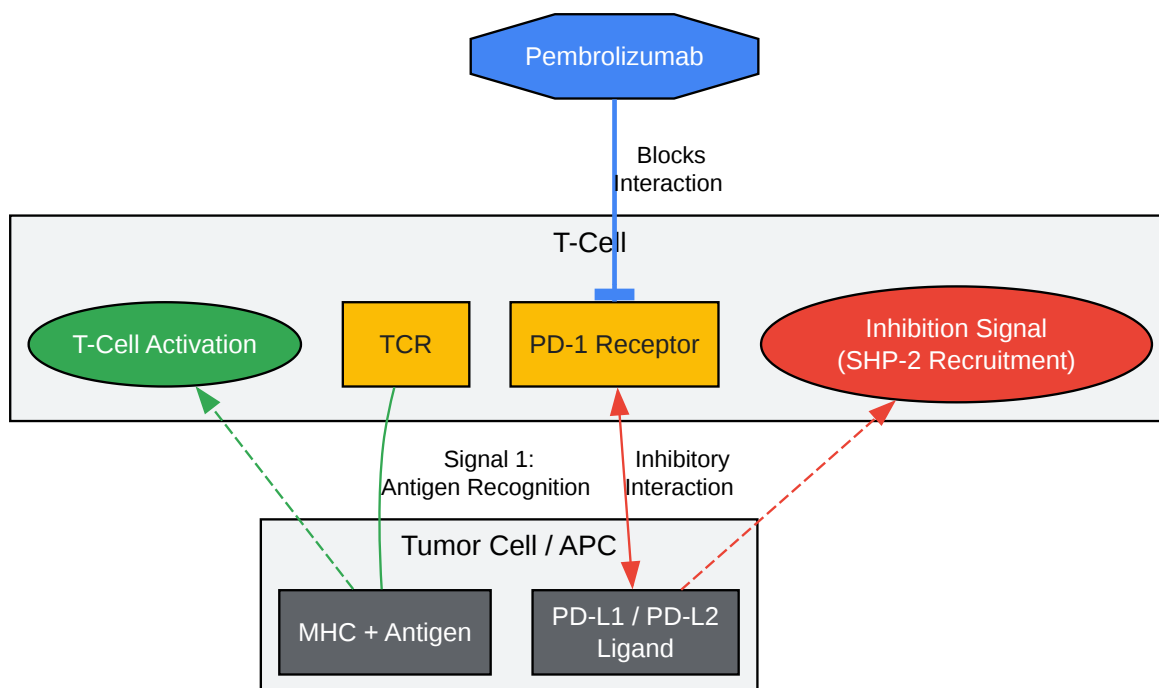 Pembrolizumab
Blocks
Interaction
T-Cell
T-Cell Activation
TCR
PD-1 Receptor
Inhibition Signal
(SHP-2 Recruitment)
Signal 1:
Antigen Recognition
Inhibitory
Interaction
Tumor Cell / APC
MHC + Antigen
PD-L1 / PD-L2
Ligand